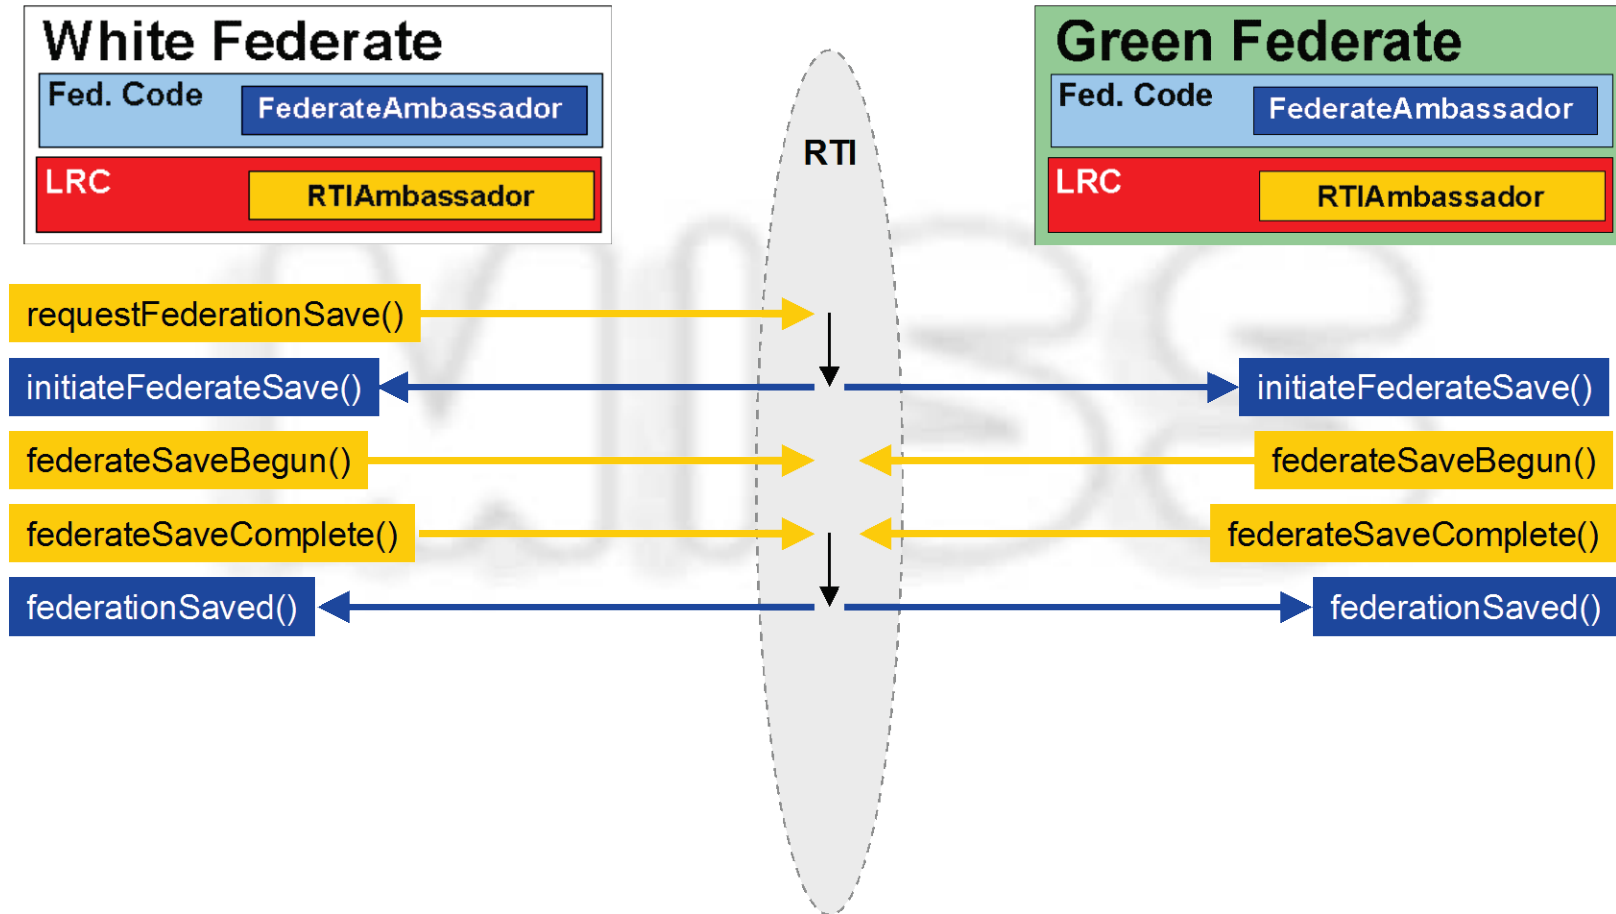 White Federate
Fed. Code
FederateAmbassador
LRC
RTIAmbassador
RTI
Green Federate
Fed. Code
FederateAmbassador
LRC
RTIAmbassador
requestFederationSave()
initiateFederateSave()
initiateFederateSave()
federateSaveBegun()
federateSaveBegun()
federateSaveComplete()
federateSaveComplete()
federationSaved()
federationSaved()